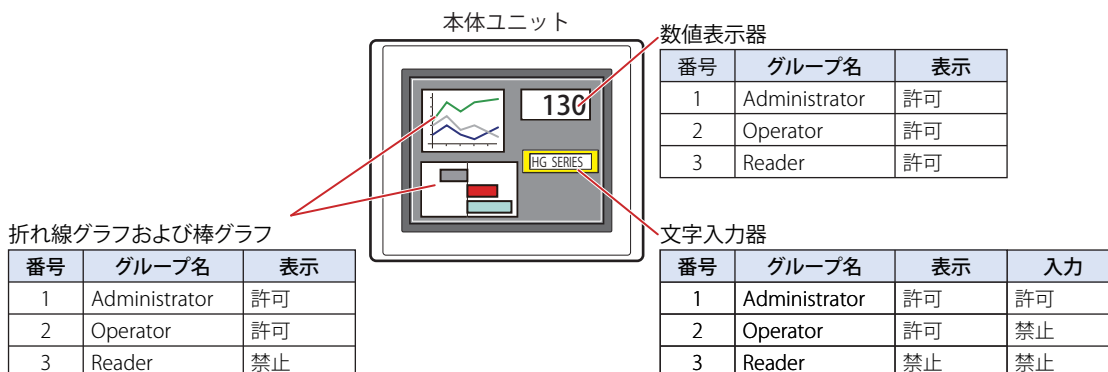 本体ユニット
130
HG SERIES
数値表示器
番号 グループ名 表示
1 Administrator 許可
2 Operator 許可
3 Reader 許可
折れ線グラフおよび棒グラフ
番号 グループ名 表示
1 Administrator 許可
2 Operator 許可
3 Reader 禁止
文字入力器
番号 グループ名 表示 入力
1 Administrator 許可 許可
2 Operator 許可 禁止
3 Reader 禁止 禁止